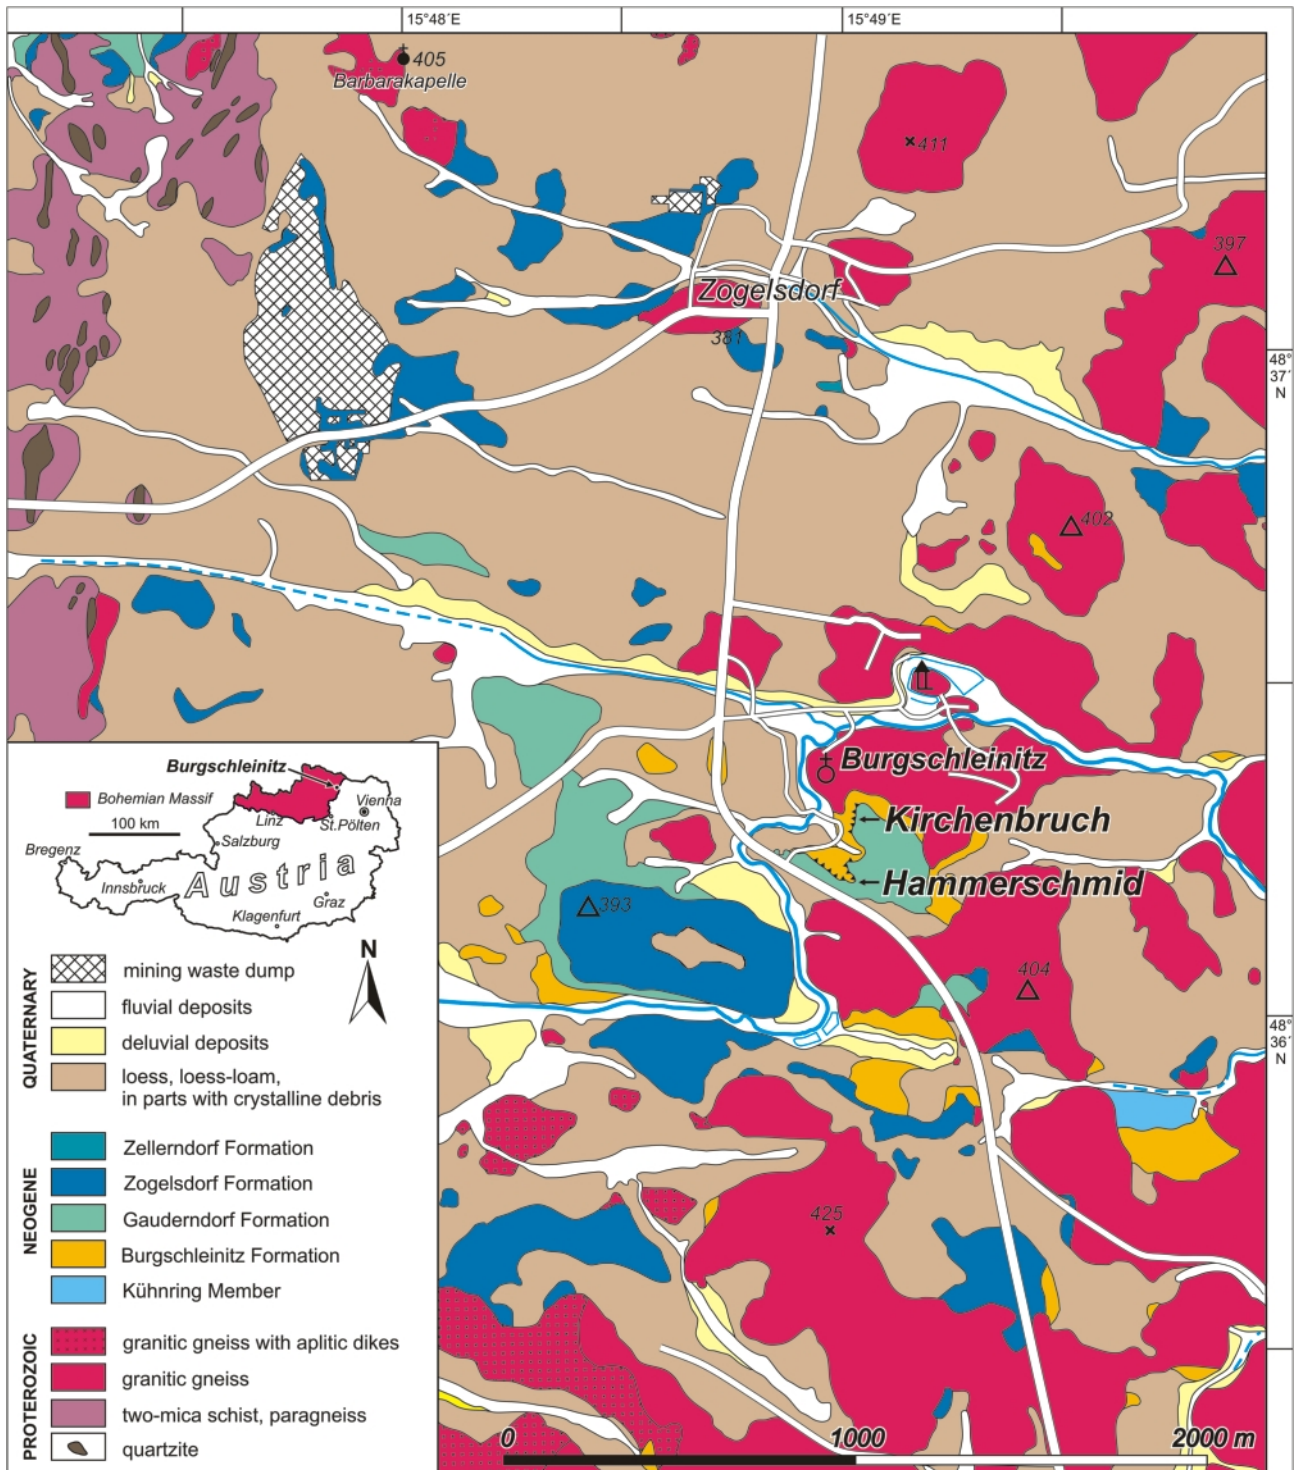 15°48´E
15°49´E
405
Barbarakapelle
411
397
Zogelsdorf
381
48°
37´
N
402
Burgschleinitz
Kirchenbruch
Hammerschmid
393
404
48°
36´
N
425
Burgschleinitz
Bohemian Massif
100 km
Linz
Vienna
St.Pölten
Salzburg
Bregenz
Innsbruck
Austria
Graz
Klagenfurt
N
QUATERNARY
mining waste dump
fluvial deposits
deluvial deposits
loess, loess-loam,
in parts with crystalline debris
NEOGENE
Zellerndorf Formation
Zogelsdorf Formation
Gauderndorf Formation
Burgschleinitz Formation
Kühnring Member
PROTEROZOIC
granitic gneiss with aplitic dikes
granitic gneiss
two-mica schist, paragneiss
quartzite
0 1000 2000 m